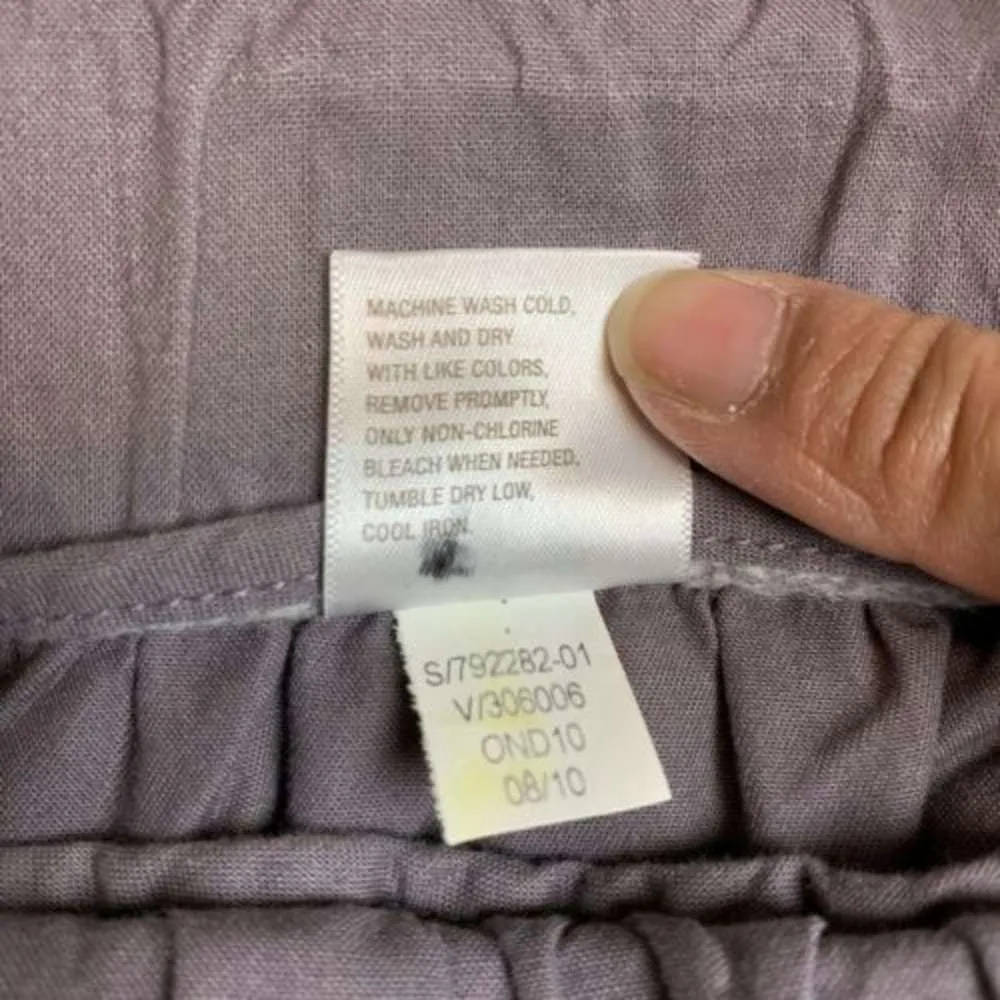 MACHINE WASH COLD,
WASH AND DRY
WITH LIKE COLORS,
REMOVE PROMPTLY,
ONLY NON-CHLORINE
BLEACH WHEN NEEDED,
TUMBLE DRY LOW,
COOL IRON.
S/792282-01
V/306006
OND10
08/10